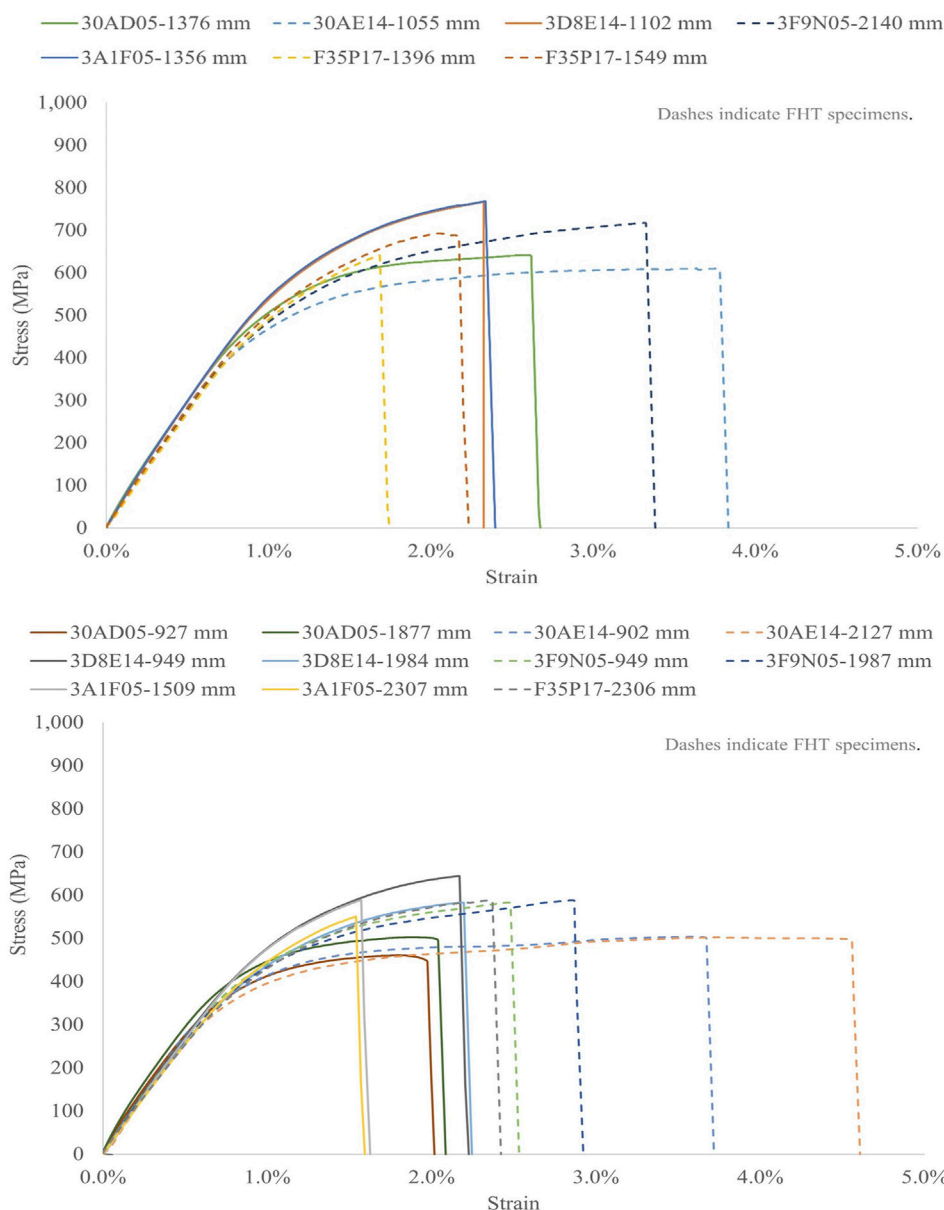 30AD05-1376 mm 30AE14-1055 mm 3D8E14-1102 mm 3F9N05-2140 mm
3A1F05-1356 mm F35P17-1396 mm F35P17-1549 mm
1,000
Dashes indicate FHT specimens.
900
800
700
600
500
400
300
200
100
0
Stress (MPa)
0.0% 1.0% 2.0% 3.0% 4.0% 5.0%
Strain
30AD05-927 mm 30AD05-1877 mm 30AE14-902 mm 30AE14-2127 mm
3D8E14-949 mm 3D8E14-1984 mm 3F9N05-949 mm 3F9N05-1987 mm
3A1F05-1509 mm 3A1F05-2307 mm F35P17-2306 mm
1,000
Dashes indicate FHT specimens.
900
800
700
600
500
400
300
200
100
0
Stress (MPa)
0.0% 1.0% 2.0% 3.0% 4.0% 5.0%
Strain